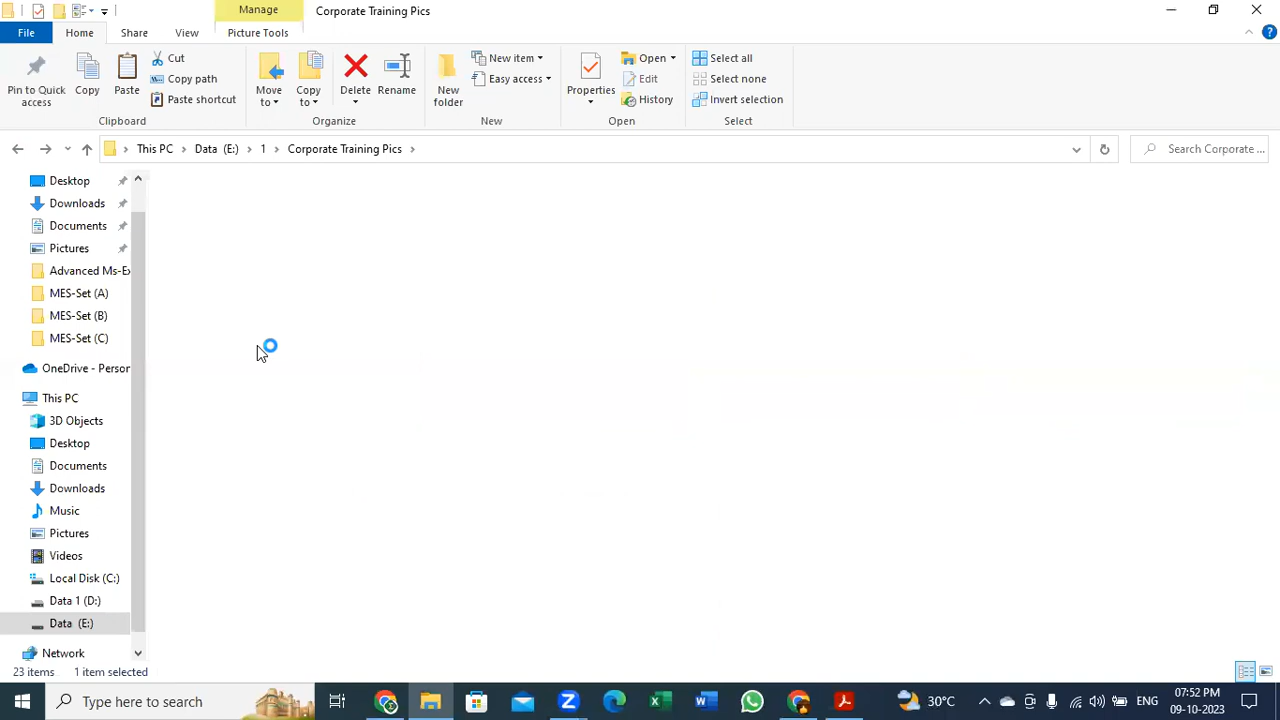 Manage
Corporate Training Pics
File
Home
Share
View
Picture Tools
Pin to Quick access
Copy
Paste
Cut
Copy path
Paste shortcut
Clipboard
Move to
Copy to
Delete
Rename
Organize
New folder
New item
Easy access
New
Properties
Open
Edit
History
Open
Select all
Select none
Invert selection
Select
This PC
Data (E:)
1
Corporate Training Pics
Search Corporate ...
Desktop
Downloads
Documents
Pictures
Advanced Ms-Ex
MES-Set (A)
MES-Set (B)
MES-Set (C)
OneDrive - Person
This PC
3D Objects
Desktop
Documents
Downloads
Music
Pictures
Videos
Local Disk (C:)
Data 1 (D:)
Data (E:)
Network
23 items
1 item selected
Type here to search
30°C
ENG
07:52 PM
09-10-2023